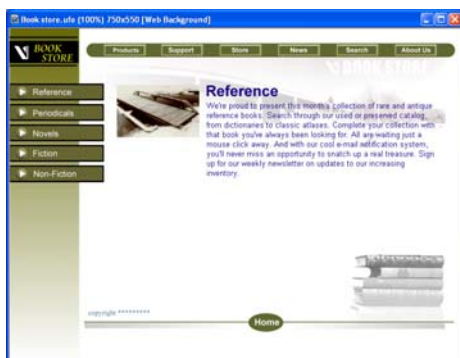 Book store.ufo (100%) 750x550 [Web Background]
BOOK
STORE
Products Support Store News Search About Us
BOOK STORE
Reference
Periodicals
Novels
Fiction
Non-Fiction
Reference
We're proud to present this month's collection of rare and antique
reference books. Search through our used or preserved catalog,
from dictionaries to classic atlases. Complete your collection with
that book you've always been looking for. All are waiting just a
mouse click away. And with our cool e-mail notification system,
you'll never miss an opportunity to snatch up a real treasure. Sign
up for our weekly newsletter on updates to our increasing
inventory.
copyright *********
Home